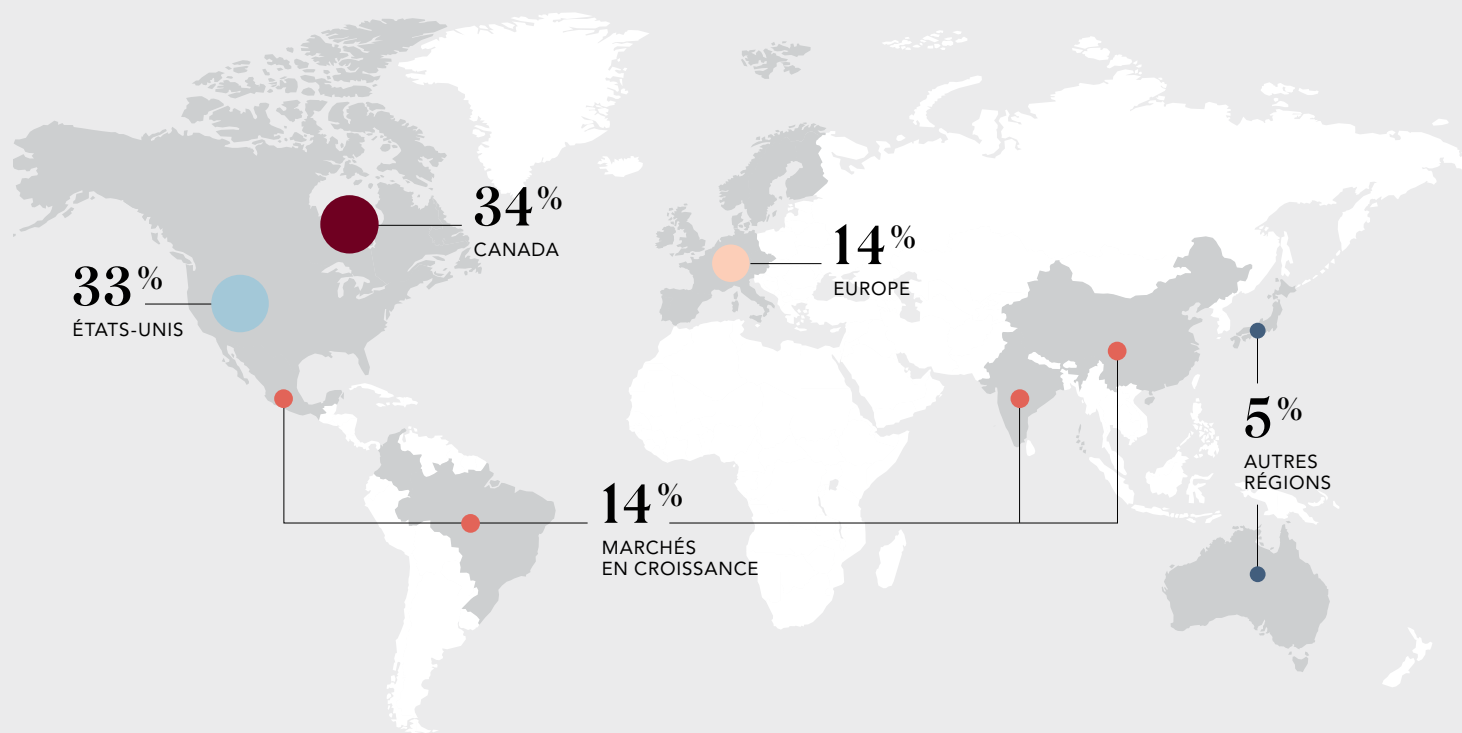 34%
CANADA
14%
EUROPE
33%
ÉTATS-UNIS
5%
AUTRES
RÉGIONS
14%
MARCHÉS
EN CROISSANCE